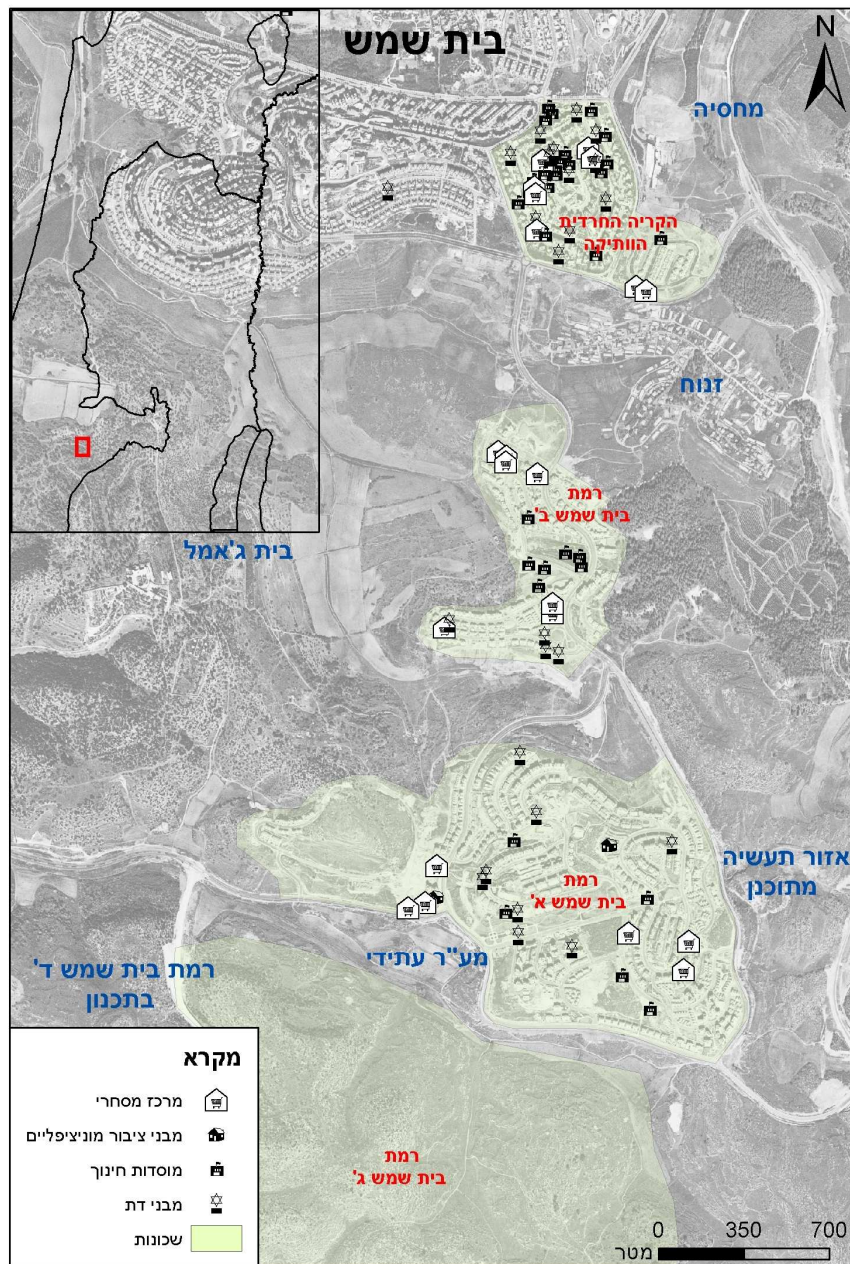 בית שמש
N
מחסיה
הקריה החרדית
הוותיקה
זנוח
רמת
בית שמש ב'
בית ג'אמל
אזור תעשיה
מתוכנן
רמת
בית שמש א'
מע"ר עתידי
רמת בית שמש ד'
בתכנון
רמת
בית שמש ג'
מקרא
מרכז מסחרי
מבני ציבור מוניציפליים
מוסדות חינוך
מבני דת
שכונות
0 350 700
מטר